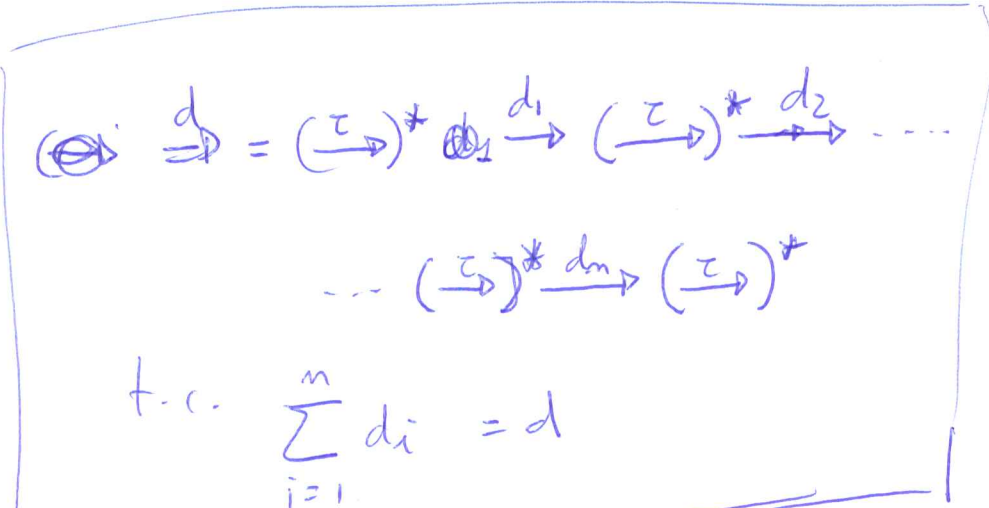 =d⇒ = (–τ→)* –d1→ (–τ→)* –d2→ ....
... (–τ→)* –dn→ (–τ→)*
t.c. ∑_{i=1}^{n} di = d